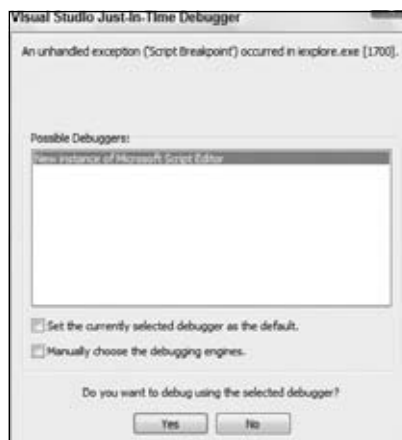 Visual Studio Just-In-Time Debugger
An unhandled exception ('Script Breakpoint') occurred in iexplore.exe [1700].
Possible Debuggers:
New instance of Microsoft Script Editor
Set the currently selected debugger as the default.
Manually choose the debugging engines.
Do you want to debug using the selected debugger?
Yes
No